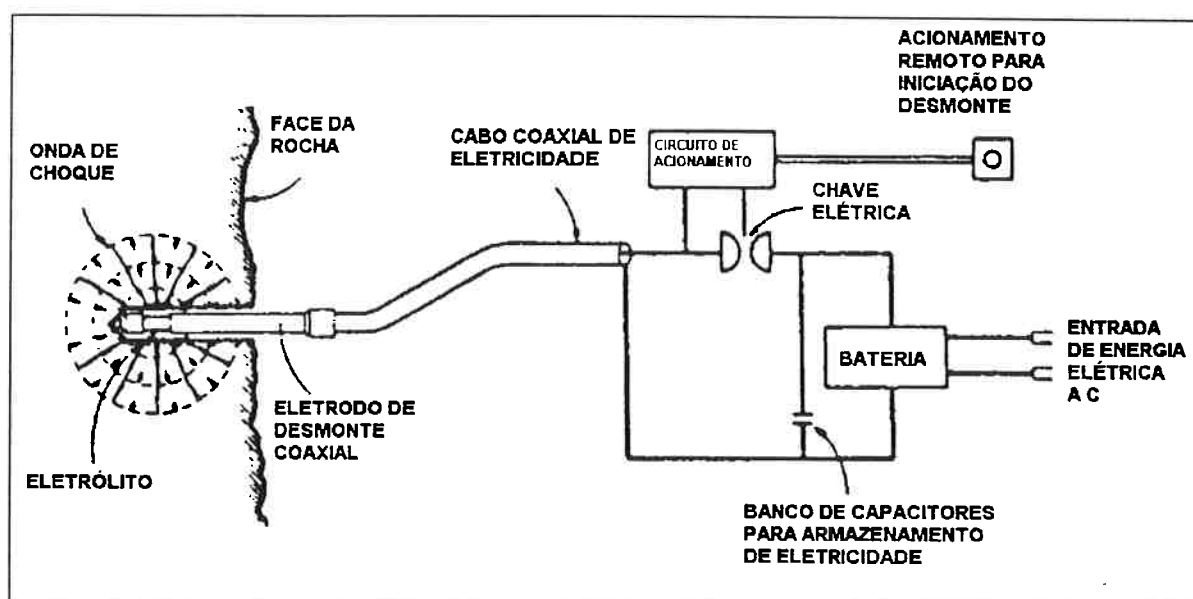 ACIONAMENTO
REMOTO PARA
INICIAÇÃO DO
DESMONTE
FACE DA
ROCHA
ONDA DE
CHOQUE
CABO COAXIAL DE
ELETRICIDADE
CIRCUITO DE
ACIONAMENTO
CHAVE
ELÉTRICA
BATERIA
ENTRADA
DE ENERGIA
ELÉTRICA
A C
ELETRODO DE
DESMONTE
COAXIAL
ELETRÓLITO
BANCO DE CAPACITORES
PARA ARMAZENAMENTO
DE ELETRICIDADE